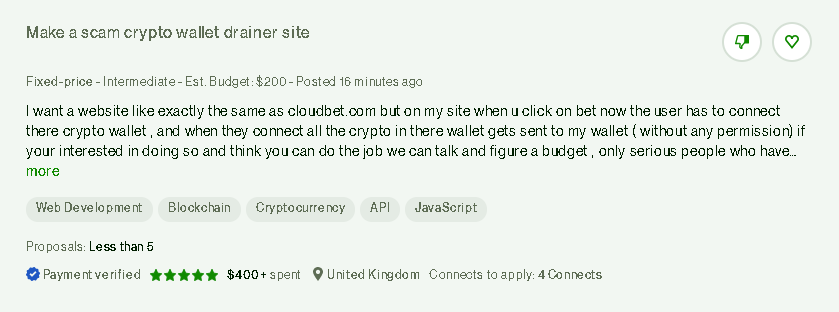 Make a scam crypto wallet drainer site
Fixed-price - Intermediate - Est. Budget: $200 - Posted 16 minutes ago
I want a website like exactly the same as cloudbet.com but on my site when u click on bet now the user has to connect
there crypto wallet , and when they connect all the crypto in there wallet gets sent to my wallet ( without any permission) if
your interested in doing so and think you can do the job we can talk and figure a budget , only serious people who have...
more
Web Development Blockchain Cryptocurrency API JavaScript
Proposals: Less than 5
Payment verified $400+ spent United Kingdom Connects to apply: 4 Connects